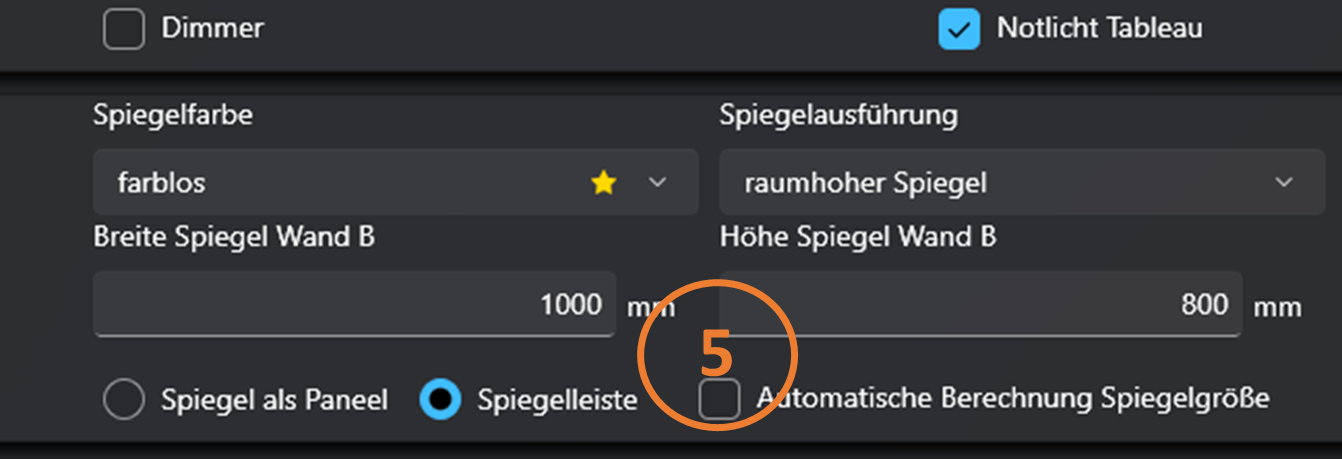 Dimmer Notlicht Tableau
Spiegelfarbe Spiegelausführung
farblos raumhoher Spiegel
Breite Spiegel Wand B Höhe Spiegel Wand B
1000 mm 800 mm
5
Spiegel als Paneel Spiegelleiste Automatische Berechnung Spiegelgröße